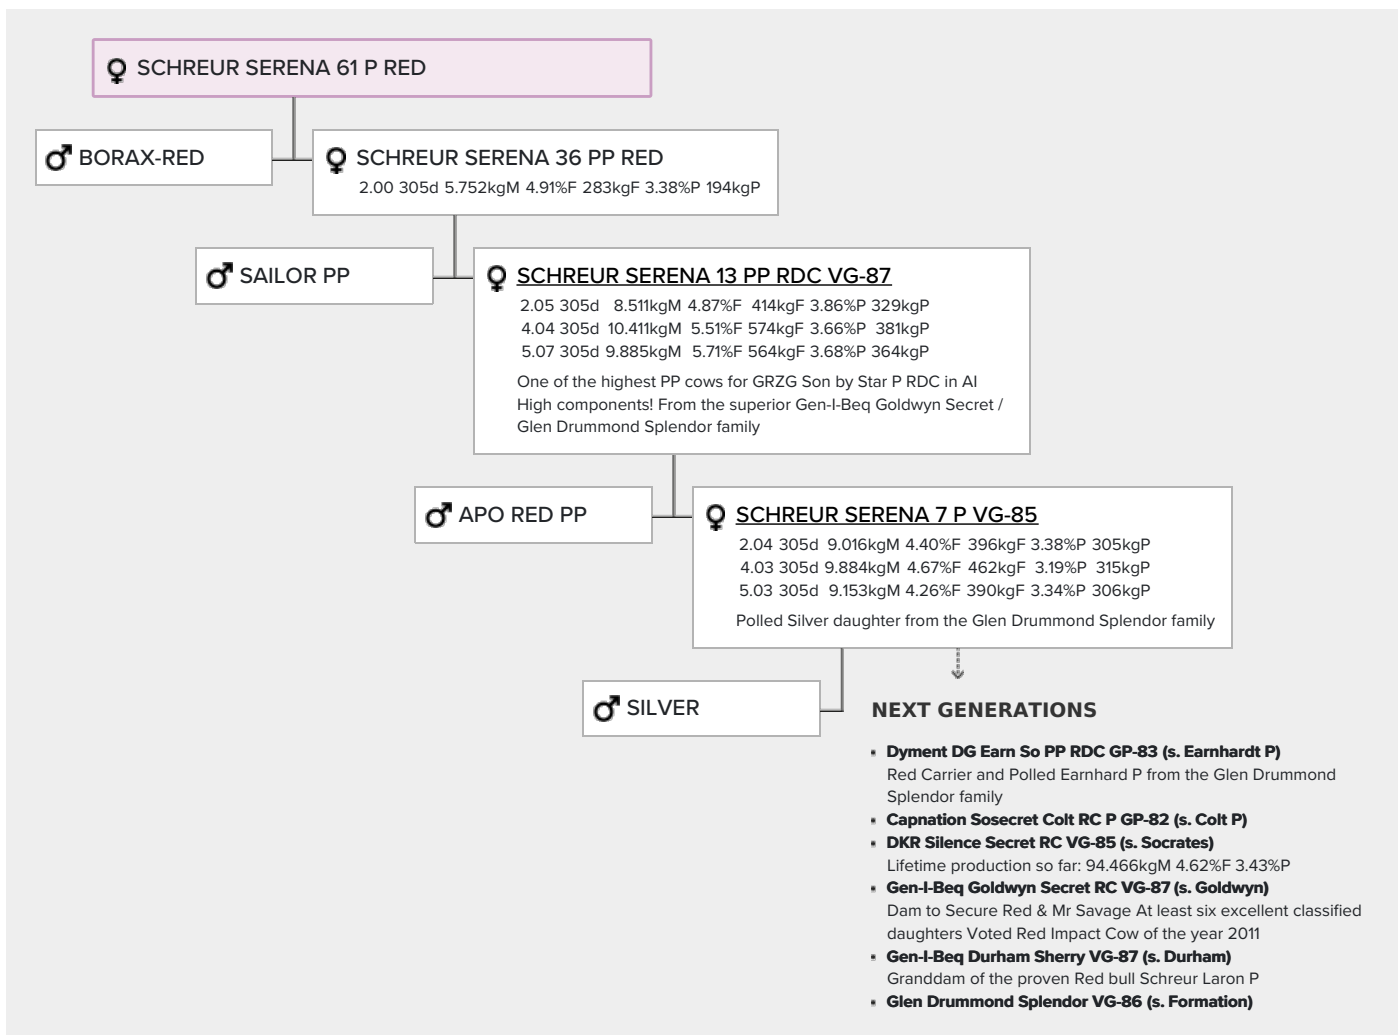 SCHREUR SERENA 61 P RED
BORAX-RED
SCHREUR SERENA 36 PP RED
2.00 305d 5.752kgM 4.91%F 283kgF 3.38%P 194kgP
SAILOR PP
SCHREUR SERENA 13 PP RDC VG-87
2.05 305d 8.511kgM 4.87%F 414kgF 3.86%P 329kgP
4.04 305d 10.411kgM 5.51%F 574kgF 3.66%P 381kgP
5.07 305d 9.885kgM 5.71%F 564kgF 3.68%P 364kgP
One of the highest PP cows for GRZG Son by Star P RDC in AI
High components! From the superior Gen-I-Beq Goldwyn Secret /
Glen Drummond Splendor family
APO RED PP
SCHREUR SERENA 7 P VG-85
2.04 305d 9.016kgM 4.40%F 396kgF 3.38%P 305kgP
4.03 305d 9.884kgM 4.67%F 462kgF 3.19%P 315kgP
5.03 305d 9.153kgM 4.26%F 390kgF 3.34%P 306kgP
Polled Silver daughter from the Glen Drummond Splendor family
SILVER
NEXT GENERATIONS
Dyment DG Earn So PP RDC GP-83 (s. Earnhardt P)
Red Carrier and Polled Earnhard P from the Glen Drummond
Splendor family
Capnation Sosecret Colt RC P GP-82 (s. Colt P)
DKR Silence Secret RC VG-85 (s. Socrates)
Lifetime production so far: 94.466kgM 4.62%F 3.43%P
Gen-I-Beq Goldwyn Secret RC VG-87 (s. Goldwyn)
Dam to Secure Red & Mr Savage At least six excellent classified
daughters Voted Red Impact Cow of the year 2011
Gen-I-Beq Durham Sherry VG-87 (s. Durham)
Granddam of the proven Red bull Schreur Laron P
Glen Drummond Splendor VG-86 (s. Formation)